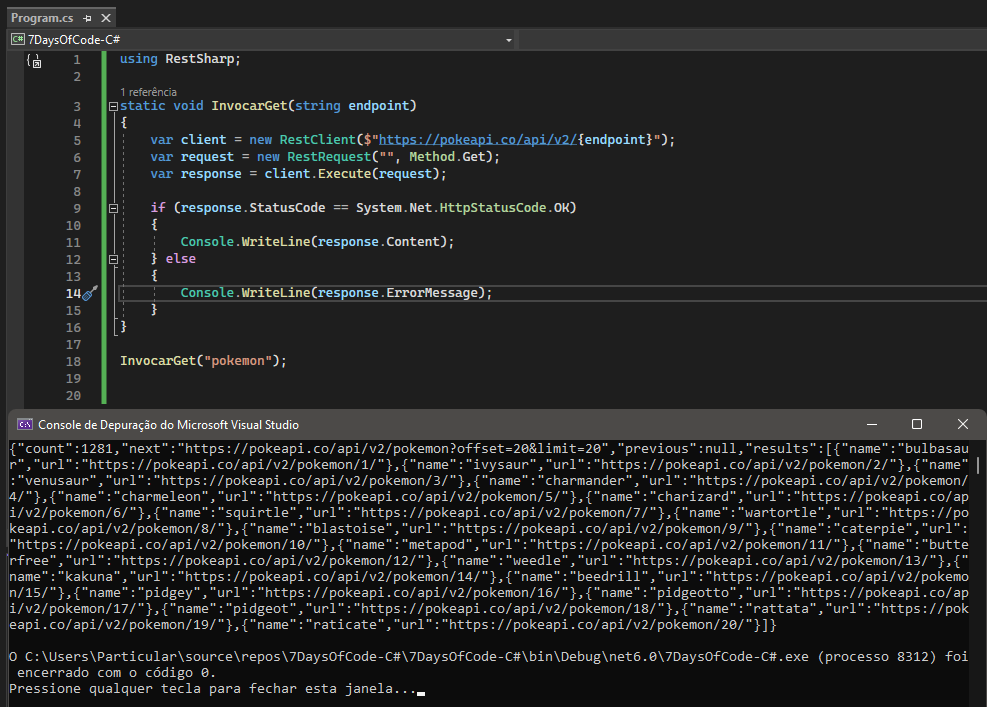 Program.cs
C# 7DaysOfCode-C#
1 using RestSharp;
2
1 referência
3 static void InvocarGet(string endpoint)
4 {
5 var client = new RestClient($"https://pokeapi.co/api/v2/{endpoint}");
6 var request = new RestRequest("", Method.Get);
7 var response = client.Execute(request);
8
9 if (response.StatusCode == System.Net.HttpStatusCode.OK)
10 {
11 Console.WriteLine(response.Content);
12 } else
13 {
14 Console.WriteLine(response.ErrorMessage);
15 }
16 }
17
18 InvocarGet("pokemon");
19
20
Console de Depuração do Microsoft Visual Studio
{"count":1281,"next":"https://pokeapi.co/api/v2/pokemon?offset=20&limit=20","previous":null,"results":[{"name":"bulbasau
r","url":"https://pokeapi.co/api/v2/pokemon/1/"},{"name":"ivysaur","url":"https://pokeapi.co/api/v2/pokemon/2/"},{"name"
:"venusaur","url":"https://pokeapi.co/api/v2/pokemon/3/"},{"name":"charmander","url":"https://pokeapi.co/api/v2/pokemon/
4/"},{"name":"charmeleon","url":"https://pokeapi.co/api/v2/pokemon/5/"},{"name":"charizard","url":"https://pokeapi.co/ap
i/v2/pokemon/6/"},{"name":"squirtle","url":"https://pokeapi.co/api/v2/pokemon/7/"},{"name":"wartortle","url":"https://po
keapi.co/api/v2/pokemon/8/"},{"name":"blastoise","url":"https://pokeapi.co/api/v2/pokemon/9/"},{"name":"caterpie","url":
"https://pokeapi.co/api/v2/pokemon/10/"},{"name":"metapod","url":"https://pokeapi.co/api/v2/pokemon/11/"},{"name":"butte
rfree","url":"https://pokeapi.co/api/v2/pokemon/12/"},{"name":"weedle","url":"https://pokeapi.co/api/v2/pokemon/13/"},{"
name":"kakuna","url":"https://pokeapi.co/api/v2/pokemon/14/"},{"name":"beedrill","url":"https://pokeapi.co/api/v2/pokemo
n/15/"},{"name":"pidgey","url":"https://pokeapi.co/api/v2/pokemon/16/"},{"name":"pidgeotto","url":"https://pokeapi.co/ap
i/v2/pokemon/17/"},{"name":"pidgeot","url":"https://pokeapi.co/api/v2/pokemon/18/"},{"name":"rattata","url":"https://pok
eapi.co/api/v2/pokemon/19/"},{"name":"raticate","url":"https://pokeapi.co/api/v2/pokemon/20/"}]}
O C:\Users\Particular\source\repos\7DaysOfCode-C#\7DaysOfCode-C#\bin\Debug\net6.0\7DaysOfCode-C#.exe (processo 8312) foi
encerrado com o código 0.
Pressione qualquer tecla para fechar esta janela...